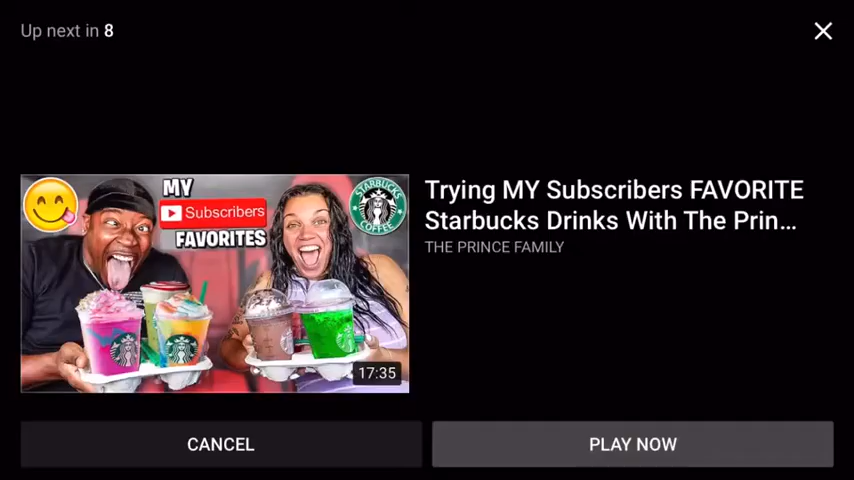 Up next in 8
MY
Subscribers
FAVORITES
STARBUCKS
COFFEE
17:35
Trying MY Subscribers FAVORITE
Starbucks Drinks With The Prin...
THE PRINCE FAMILY
CANCEL
PLAY NOW